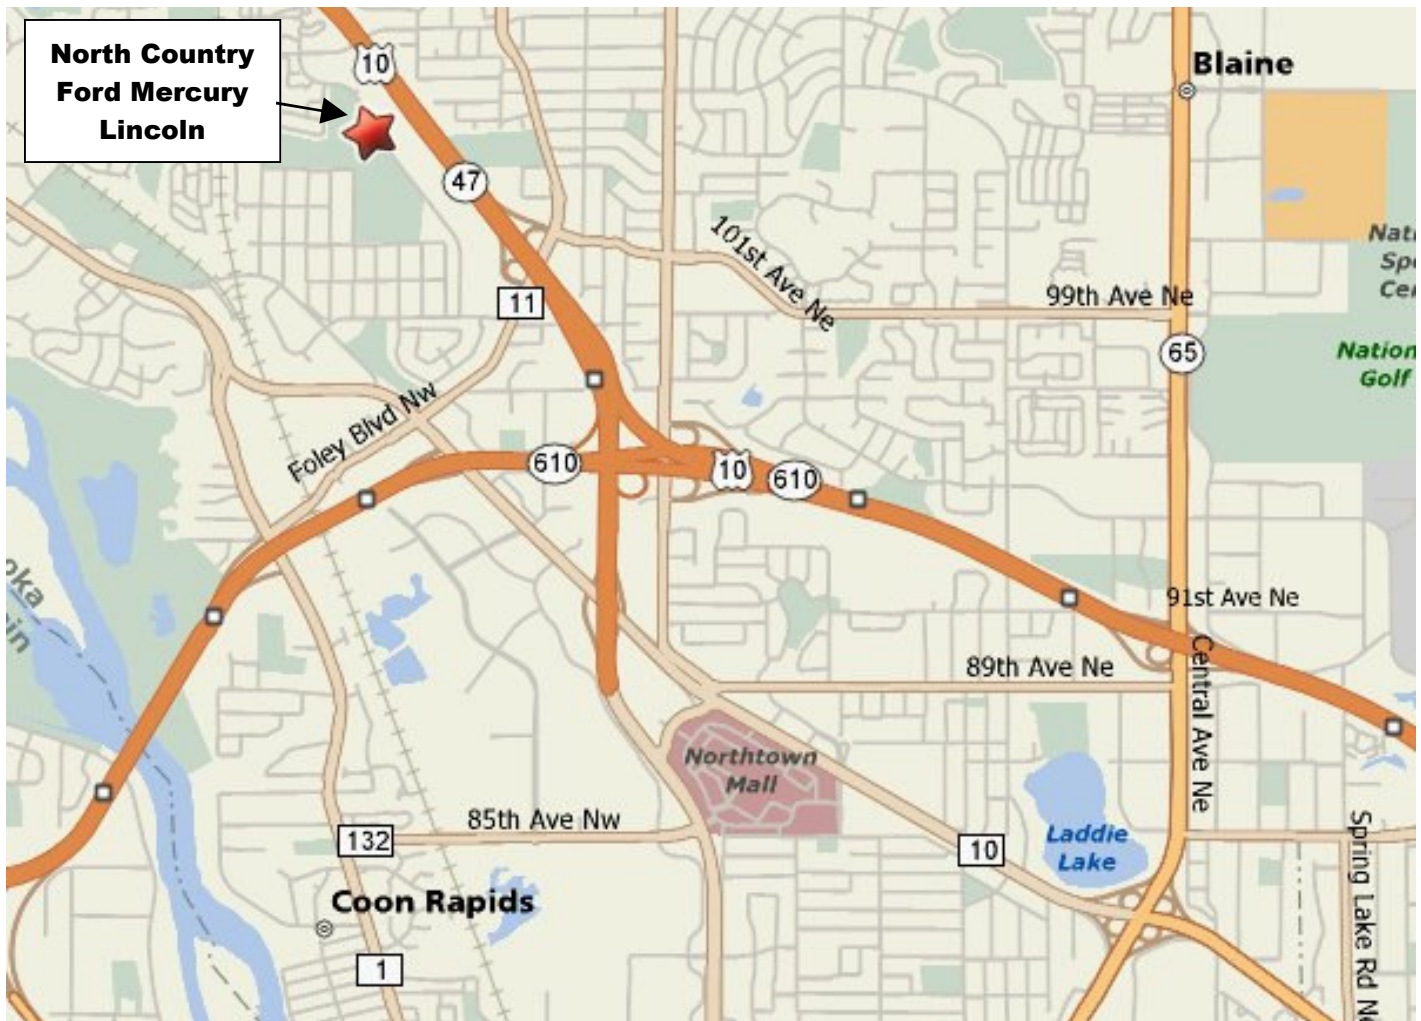 North Country
Ford Mercury
Lincoln
10
Blaine
47
101st Ave Ne
11
99th Ave Ne
65
Foley Blvd Nw
610
10
610
91st Ave Ne
89th Ave Ne
Central Ave Ne
Northtown
Mall
85th Ave Nw
132
10
Laddie
Lake
Spring Lake Rd Ne
Coon Rapids
1
Golf